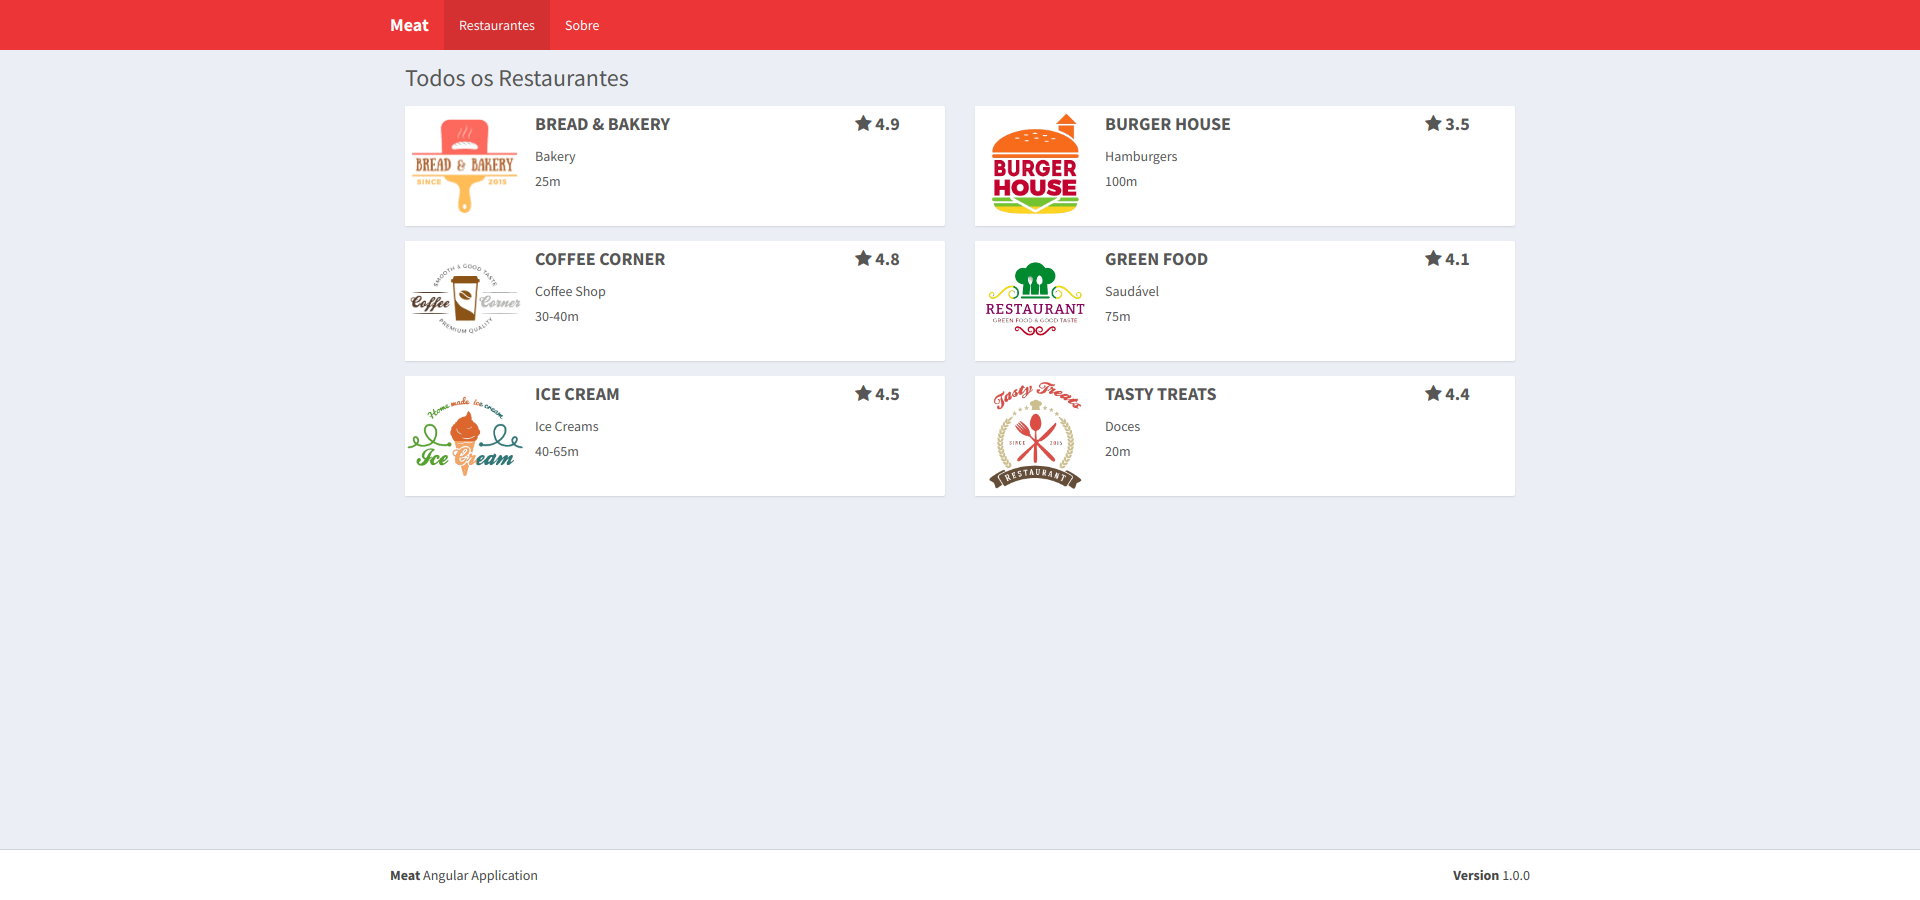 Meat Restaurantes Sobre
Todos os Restaurantes
BREAD & BAKERY
SINCE 2015
BREAD & BAKERY
4.9
Bakery
25m
BURGER
HOUSE
BURGER HOUSE
3.5
Hamburgers
100m
SMOOTH & GOOD TASTE
Coffee Corner
PREMIUM QUALITY
COFFEE CORNER
4.8
Coffee Shop
30-40m
RESTAURANT
GREEN FOOD & GOOD TASTE
GREEN FOOD
4.1
Saudável
75m
Home made ice cream
Ice Cream
ICE CREAM
4.5
Ice Creams
40-65m
Tasty Treats
SINCE 2015
RESTAURANT
TASTY TREATS
4.4
Doces
20m
Meat Angular Application
Version 1.0.0